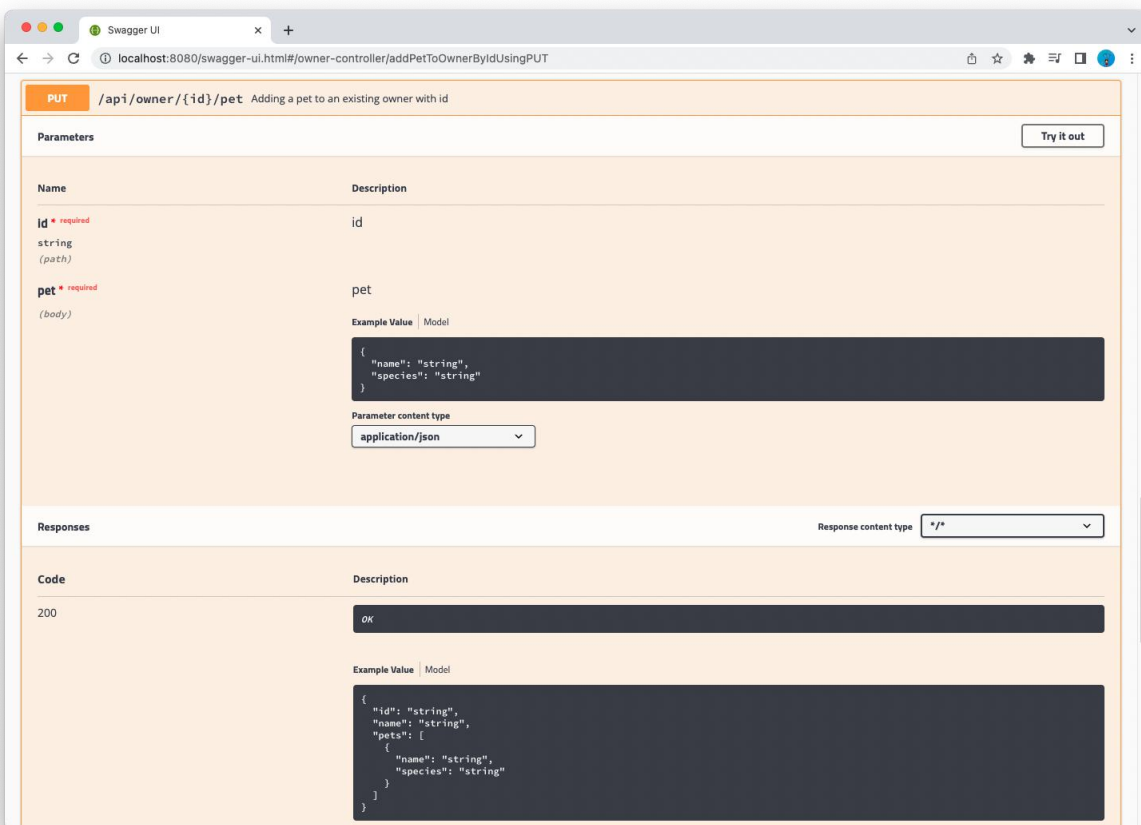 Swagger UI
localhost:8080/swagger-ui.html#/owner-controller/addPetToOwnerByIdUsingPUT
PUT /api/owner/{id}/pet Adding a pet to an existing owner with id
Parameters Try it out
Name Description
id * required id
string
(path)
pet * required pet
(body)
Example Value Model
{
"name": "string",
"species": "string"
}
Parameter content type
application/json
Responses Response content type */*
Code Description
200 OK
Example Value Model
{
"id": "string",
"name": "string",
"pets": [
{
"name": "string",
"species": "string"
}
]
}